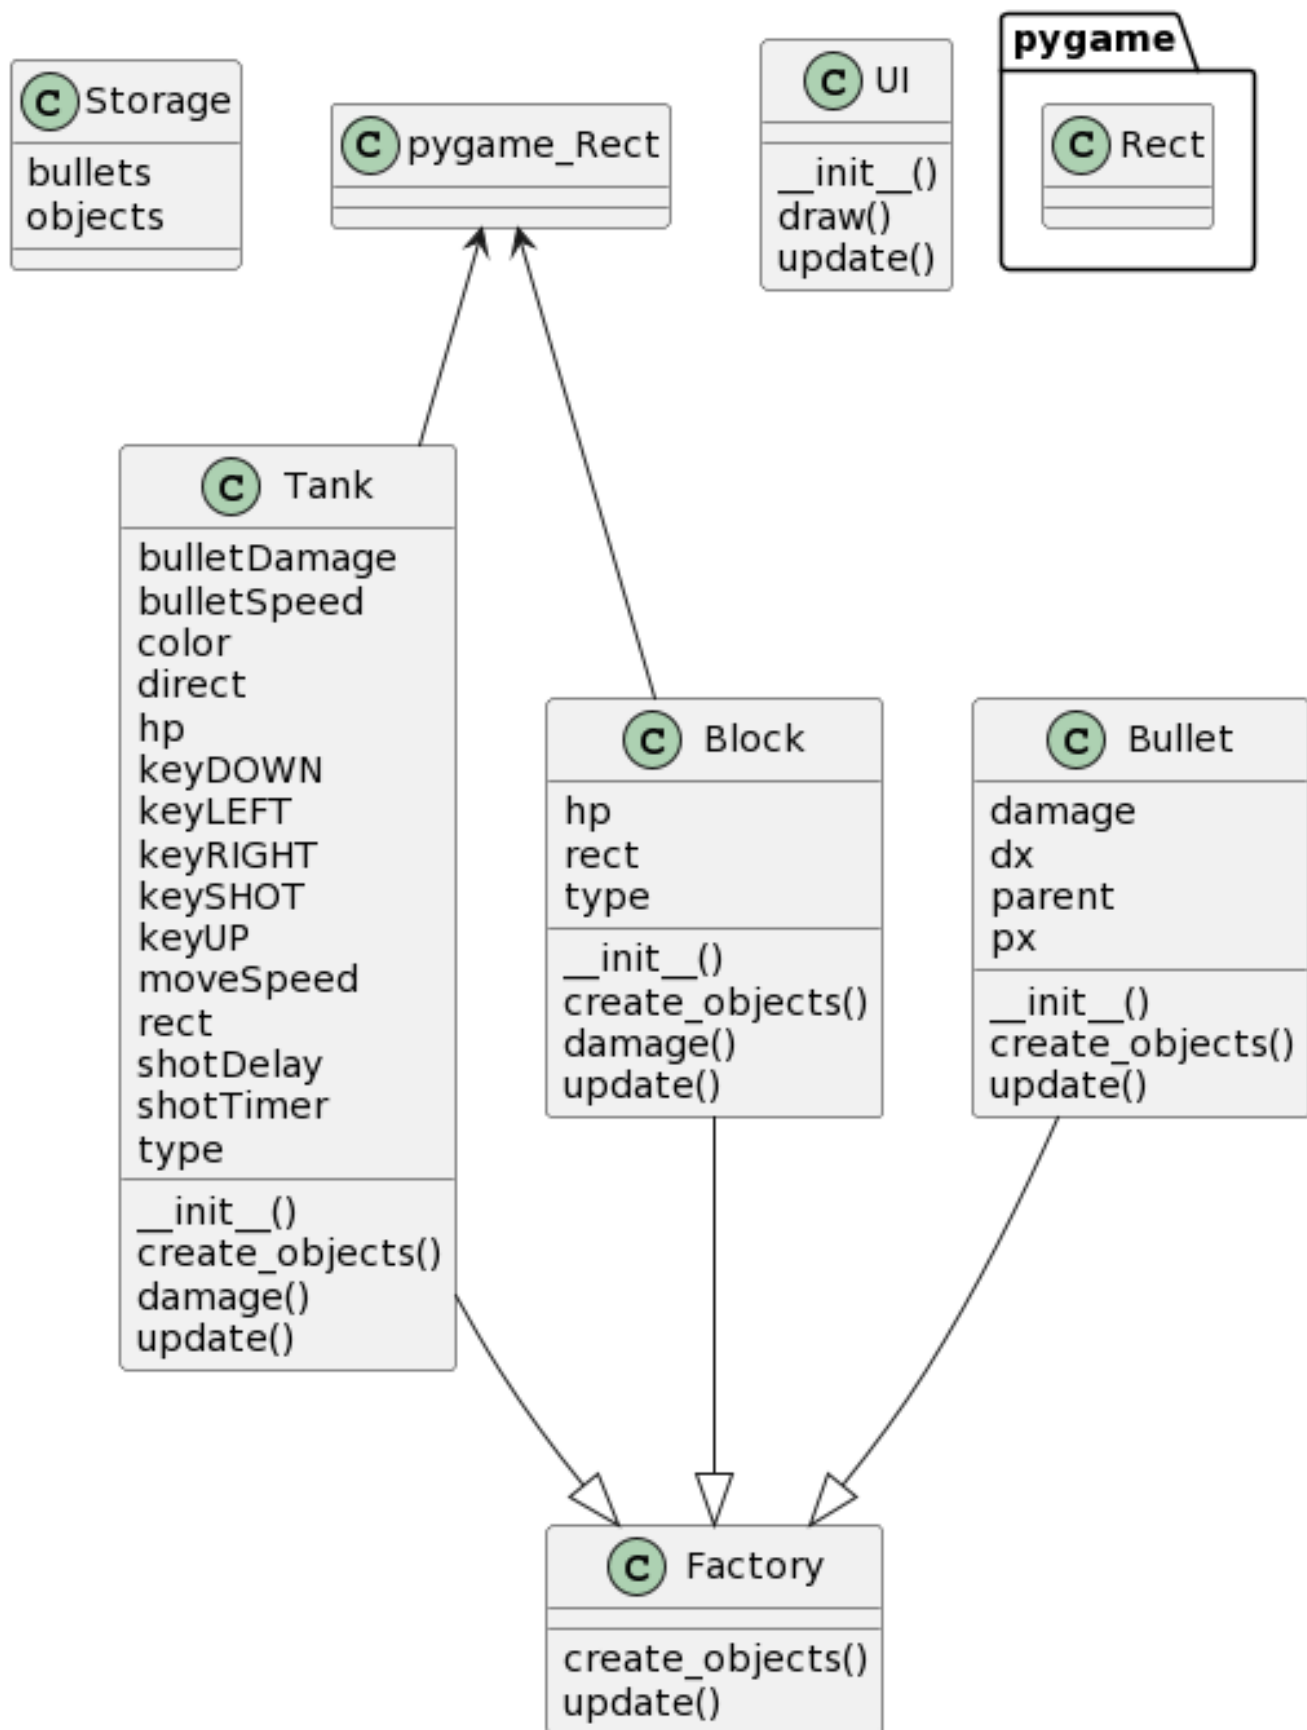 C Storage
bullets
objects
C pygame_Rect
C UI
__init__()
draw()
update()
pygame
C Rect
C Tank
bulletDamage
bulletSpeed
color
direct
hp
keyDOWN
keyLEFT
keyRIGHT
keySHOT
keyUP
moveSpeed
rect
shotDelay
shotTimer
type
__init__()
create_objects()
damage()
update()
C Block
hp
rect
type
__init__()
create_objects()
damage()
update()
C Bullet
damage
dx
parent
px
__init__()
create_objects()
update()
C Factory
create_objects()
update()